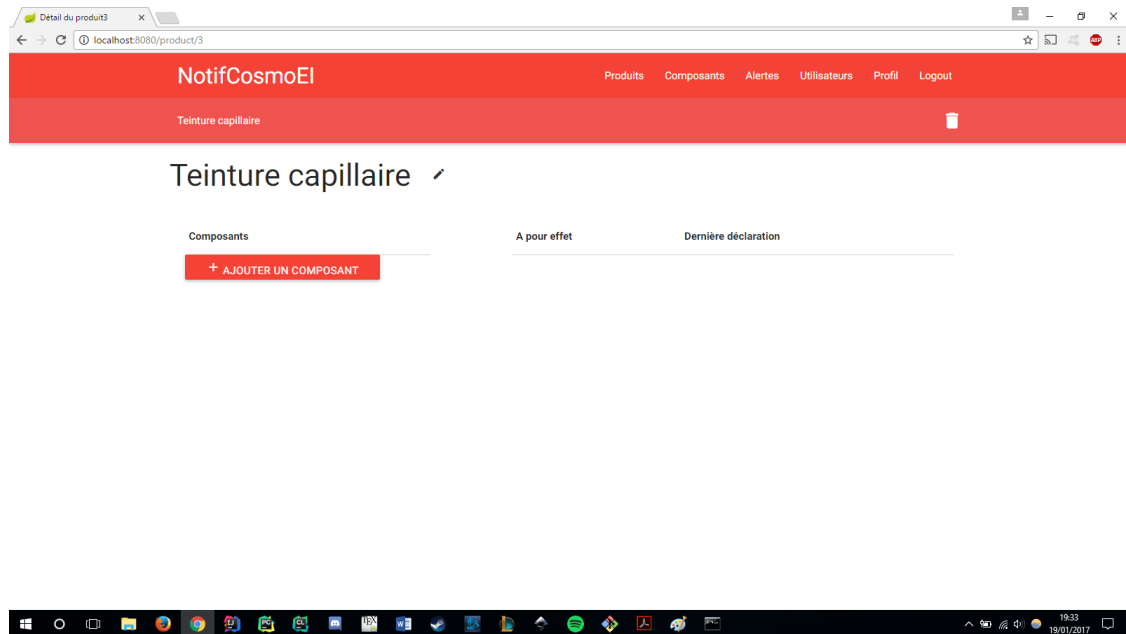 Détail du produit3
localhost:8080/product/3
ABP
NotifCosmoEI
Produits Composants Alertes Utilisateurs Profil Logout
Teinture capillaire
Teinture capillaire
Composants A pour effet Dernière déclaration
+ AJOUTER UN COMPOSANT
19:33
19/01/2017